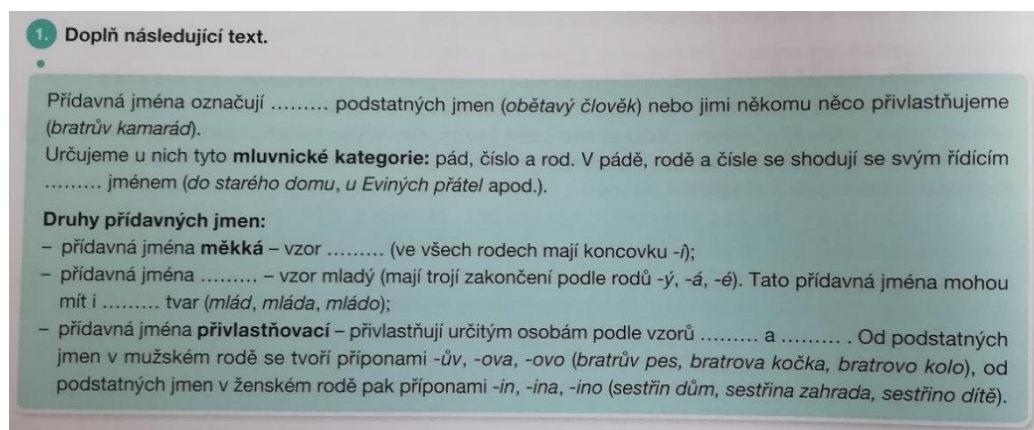 1. Doplň následující text.
Přídavná jména označují ......... podstatných jmen (obětavý člověk) nebo jimi někomu něco přivlastňujeme
(bratrův kamarád).
Určujeme u nich tyto mluvnické kategorie: pád, číslo a rod. V pádě, rodě a čísle se shodují se svým řídícím
......... jménem (do starého domu, u Eviných přátel apod.).
Druhy přídavných jmen:
– přídavná jména měkká – vzor ......... (ve všech rodech mají koncovku -í);
– přídavná jména ......... – vzor mladý (mají trojí zakončení podle rodů -ý, -á, -é). Tato přídavná jména mohou
mít i ......... tvar (mlád, mláda, mládo);
– přídavná jména přivlastňovací – přivlastňují určitým osobám podle vzorů ......... a ......... . Od podstatných
jmen v mužském rodě se tvoří příponami -ův, -ova, -ovo (bratrův pes, bratrova kočka, bratrovo kolo), od
podstatných jmen v ženském rodě pak příponami -in, -ina, -ino (sestřin dům, sestřina zahrada, sestřino dítě).